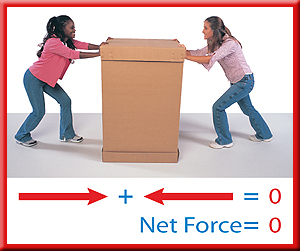 + = 0
Net Force= 0